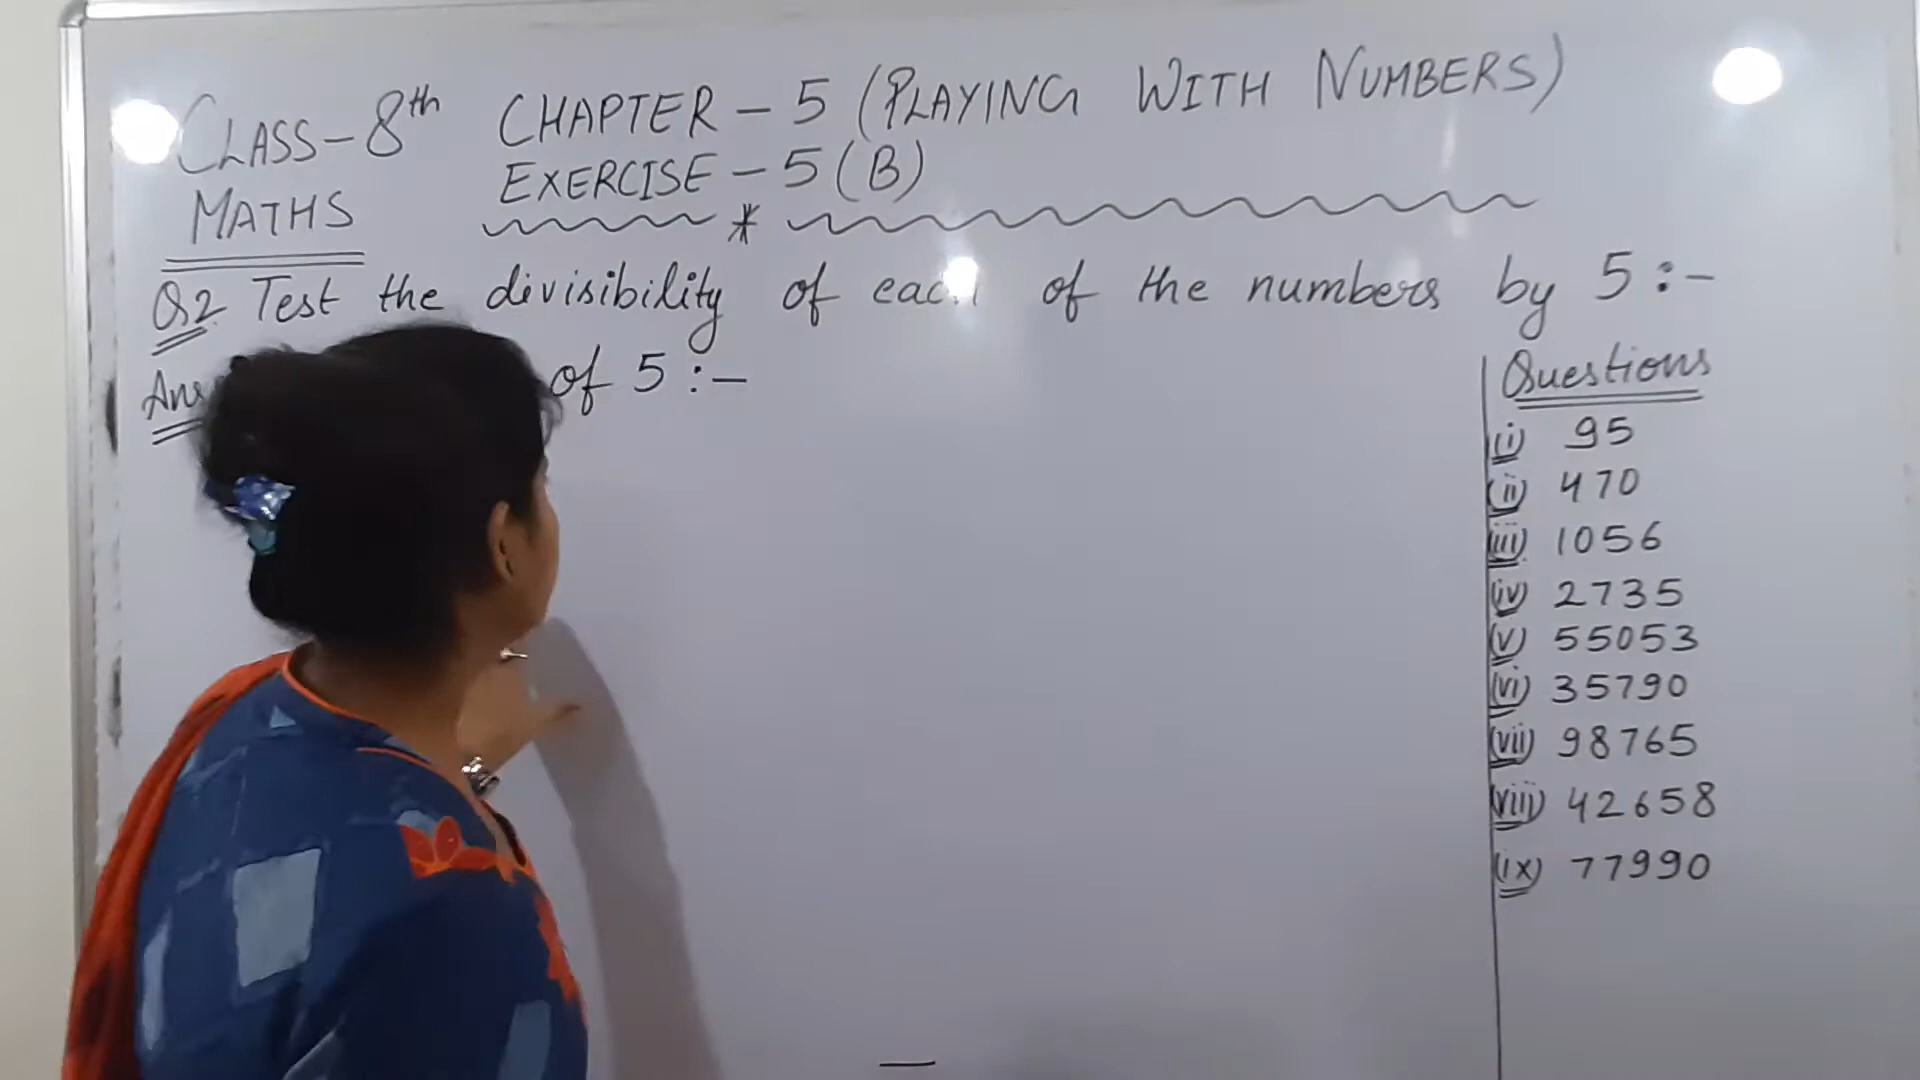 CLASS-8th CHAPTER-5 (PLAYING WITH NUMBERS)
MATHS EXERCISE-5(B)
Q2 Test the divisibility of each of the numbers by 5:-
Ans of 5:-
Questions
(i) 95
(ii) 470
(iii) 1056
(iv) 2735
(v) 55053
(vi) 35790
(vii) 98765
(viii) 42658
(ix) 77990